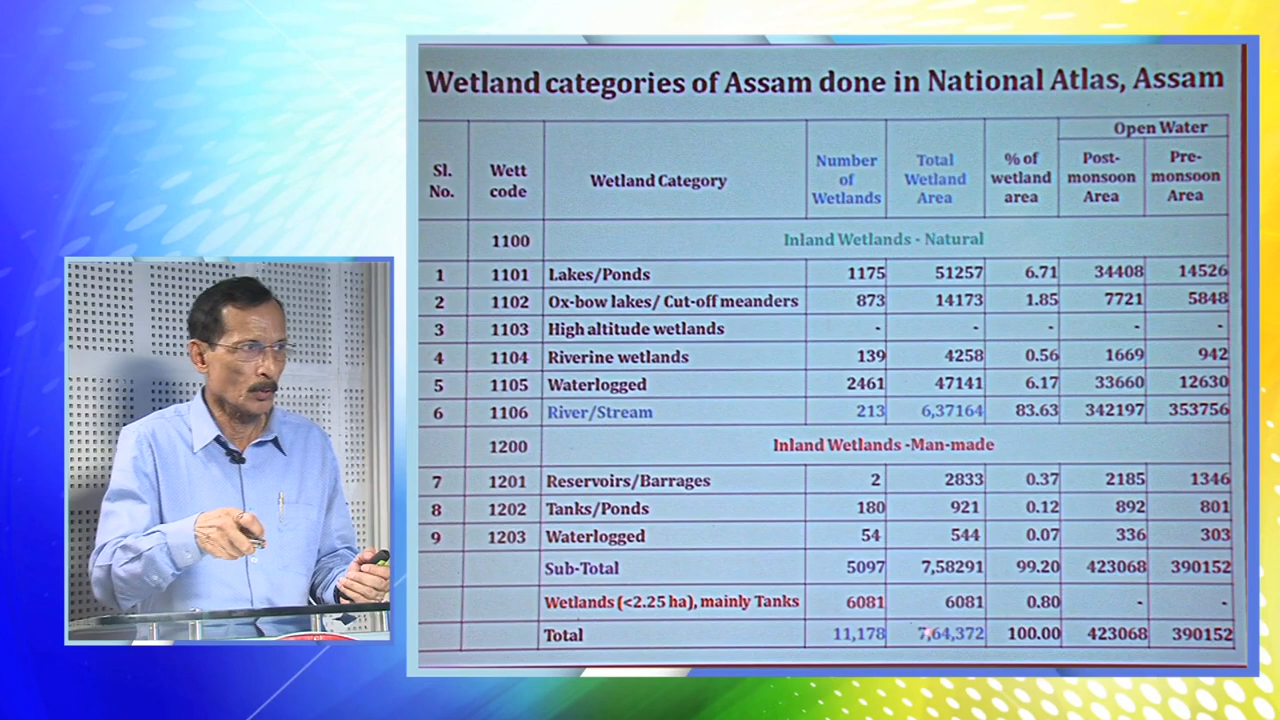 Wetland categories of Assam done in National Atlas, Assam
Sl. No. Wett code Wetland Category Number of Wetlands Total Wetland Area % of wetland area Open Water Post-monsoon Area Pre-monsoon Area
1100 Inland Wetlands - Natural
1 1101 Lakes/Ponds 1175 51257 6.71 34408 14526
2 1102 Ox-bow lakes/ Cut-off meanders 873 14173 1.85 7721 5848
3 1103 High altitude wetlands - - - - -
4 1104 Riverine wetlands 139 4258 0.56 1669 942
5 1105 Waterlogged 2461 47141 6.17 33660 12630
6 1106 River/Stream 213 6,37164 83.63 342197 353756
1200 Inland Wetlands -Man-made
7 1201 Reservoirs/Barrages 2 2833 0.37 2185 1346
8 1202 Tanks/Ponds 180 921 0.12 892 801
9 1203 Waterlogged 54 544 0.07 336 303
Sub-Total 5097 7,58291 99.20 423068 390152
Wetlands (<2.25 ha), mainly Tanks 6081 6081 0.80 - -
Total 11,178 7,64,372 100.00 423068 390152